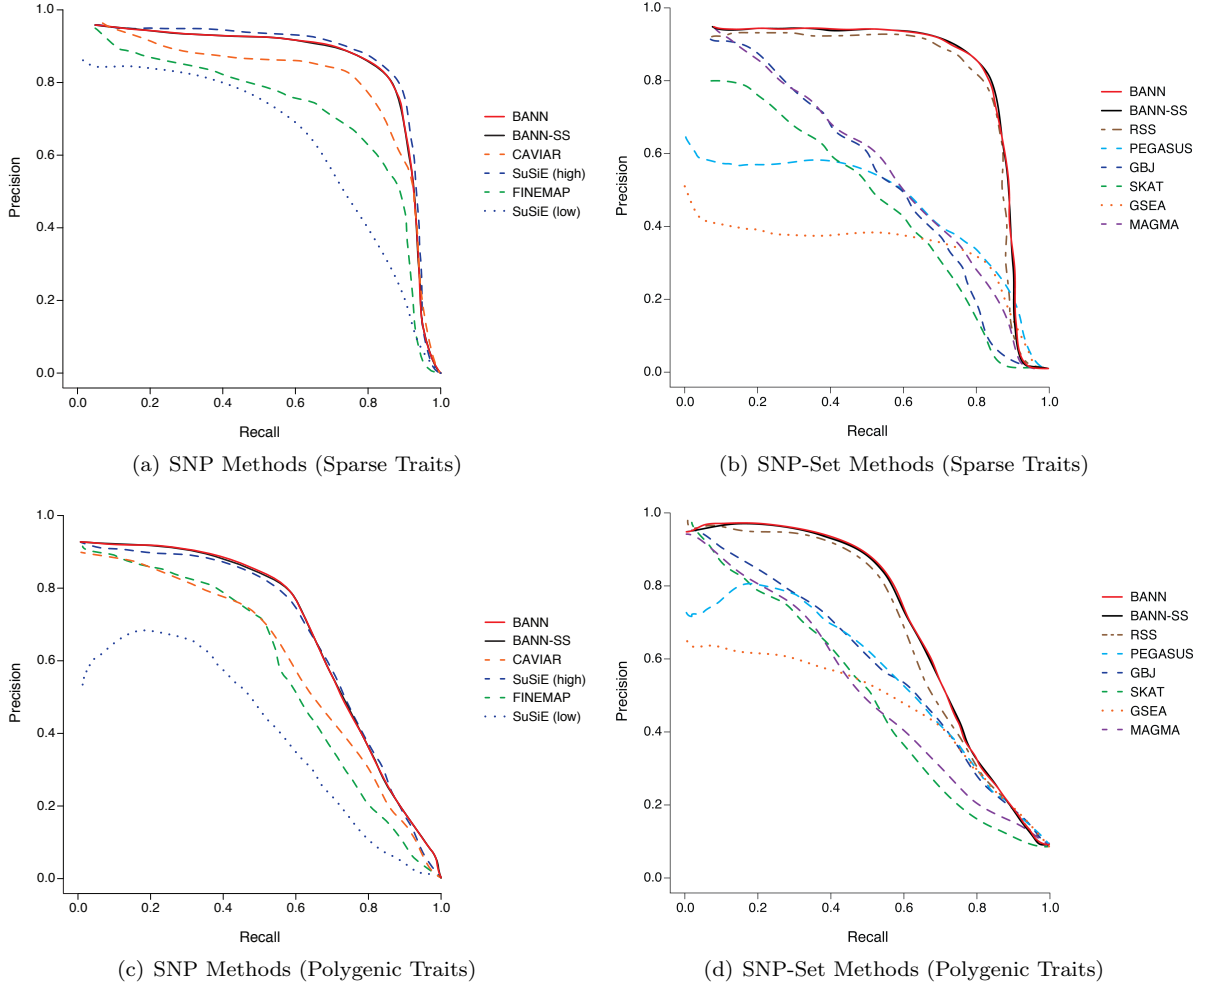 1.0
0.8
0.6
0.4
0.2
0.0
Precision
0.0 0.2 0.4 0.6 0.8 1.0
Recall
BANN
BANN-SS
CAVIAR
SuSiE (high)
FINEMAP
SuSiE (low)
(a) SNP Methods (Sparse Traits)
1.0
0.8
0.6
0.4
0.2
0.0
Precision
0.0 0.2 0.4 0.6 0.8 1.0
Recall
BANN
BANN-SS
RSS
PEGASUS
GBJ
SKAT
GSEA
MAGMA
(b) SNP-Set Methods (Sparse Traits)
1.0
0.8
0.6
0.4
0.2
0.0
Precision
0.0 0.2 0.4 0.6 0.8 1.0
Recall
BANN
BANN-SS
CAVIAR
SuSiE (high)
FINEMAP
SuSiE (low)
(c) SNP Methods (Polygenic Traits)
1.0
0.8
0.6
0.4
0.2
0.0
Precision
0.0 0.2 0.4 0.6 0.8 1.0
Recall
BANN
BANN-SS
RSS
PEGASUS
GBJ
SKAT
GSEA
MAGMA
(d) SNP-Set Methods (Polygenic Traits)